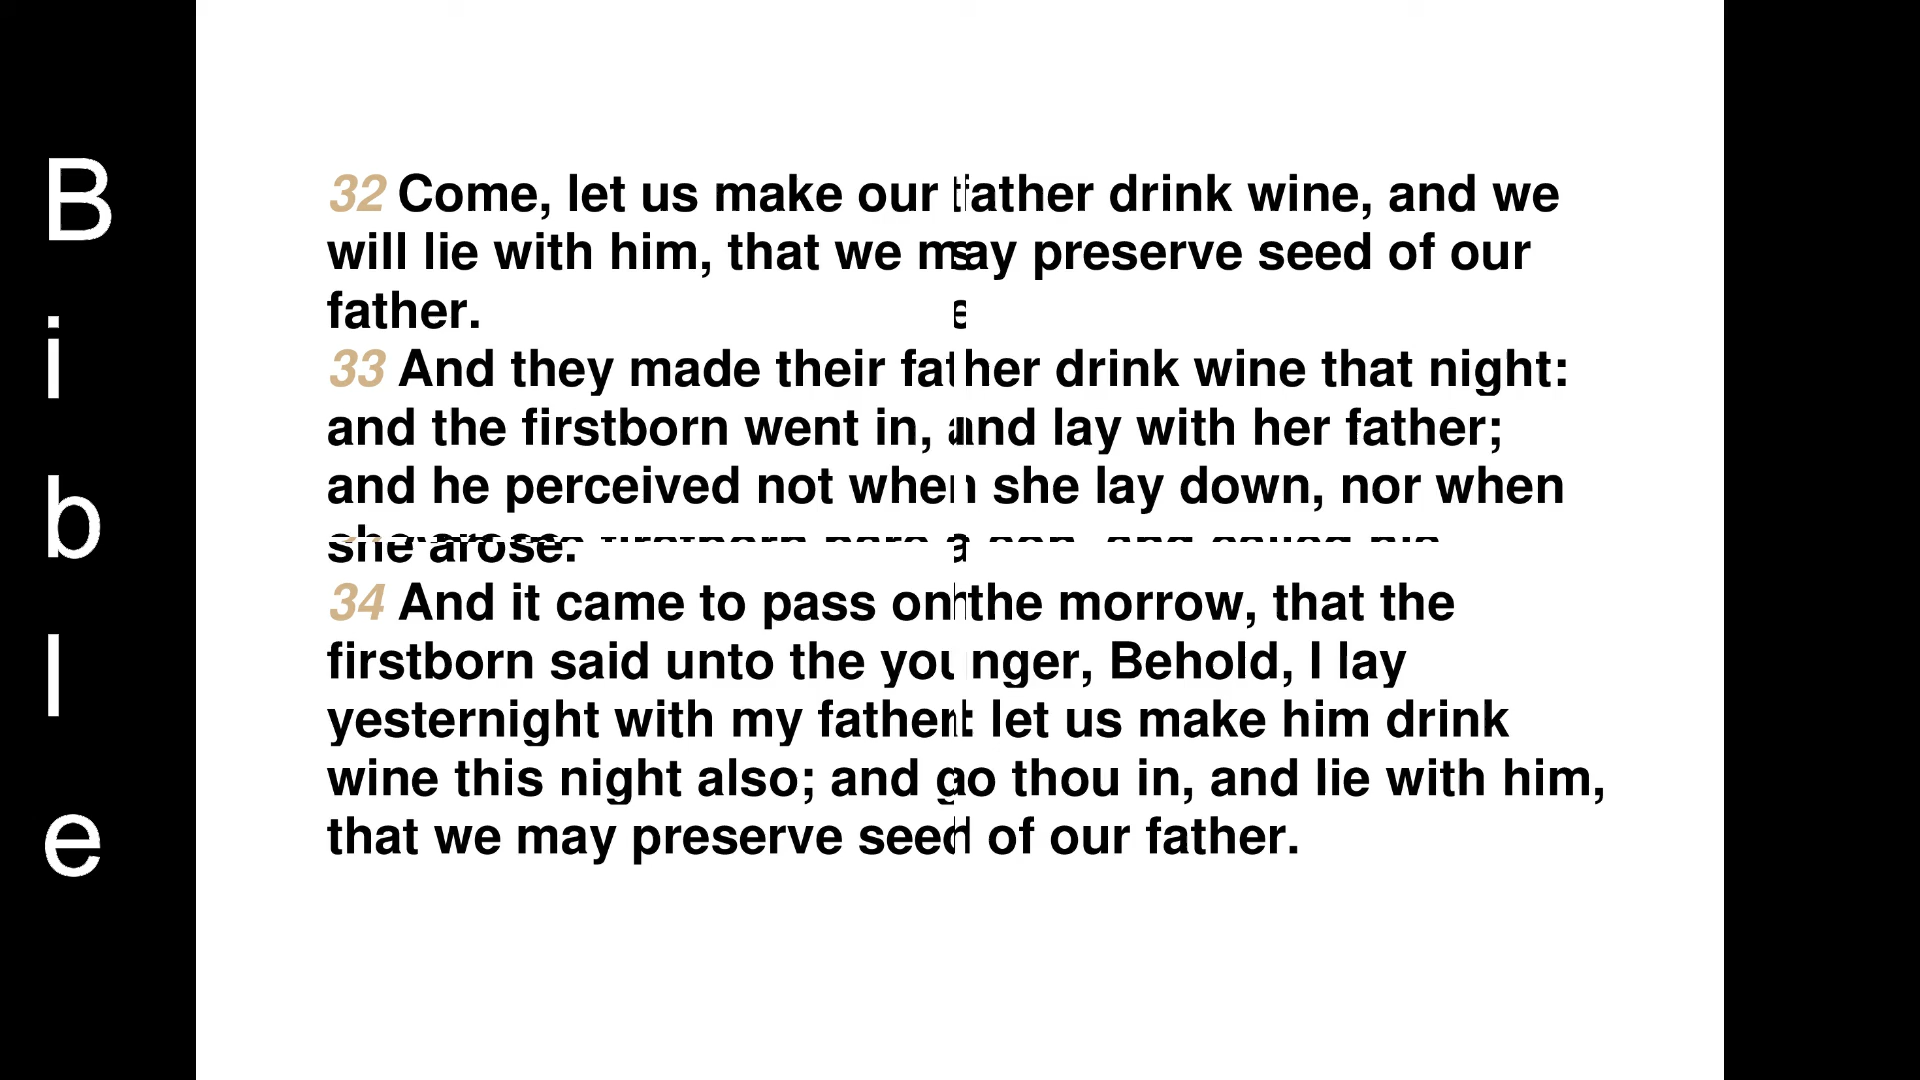 Bible
32 Come, let us make our father drink wine, and we
will lie with him, that we may preserve seed of our
father.
33 And they made their father drink wine that night:
and the firstborn went in, and lay with her father;
and he perceived not when she lay down, nor when
she arose.
34 And it came to pass on the morrow, that the
firstborn said unto the younger, Behold, I lay
yesternight with my father: let us make him drink
wine this night also; and go thou in, and lie with him,
that we may preserve seed of our father.